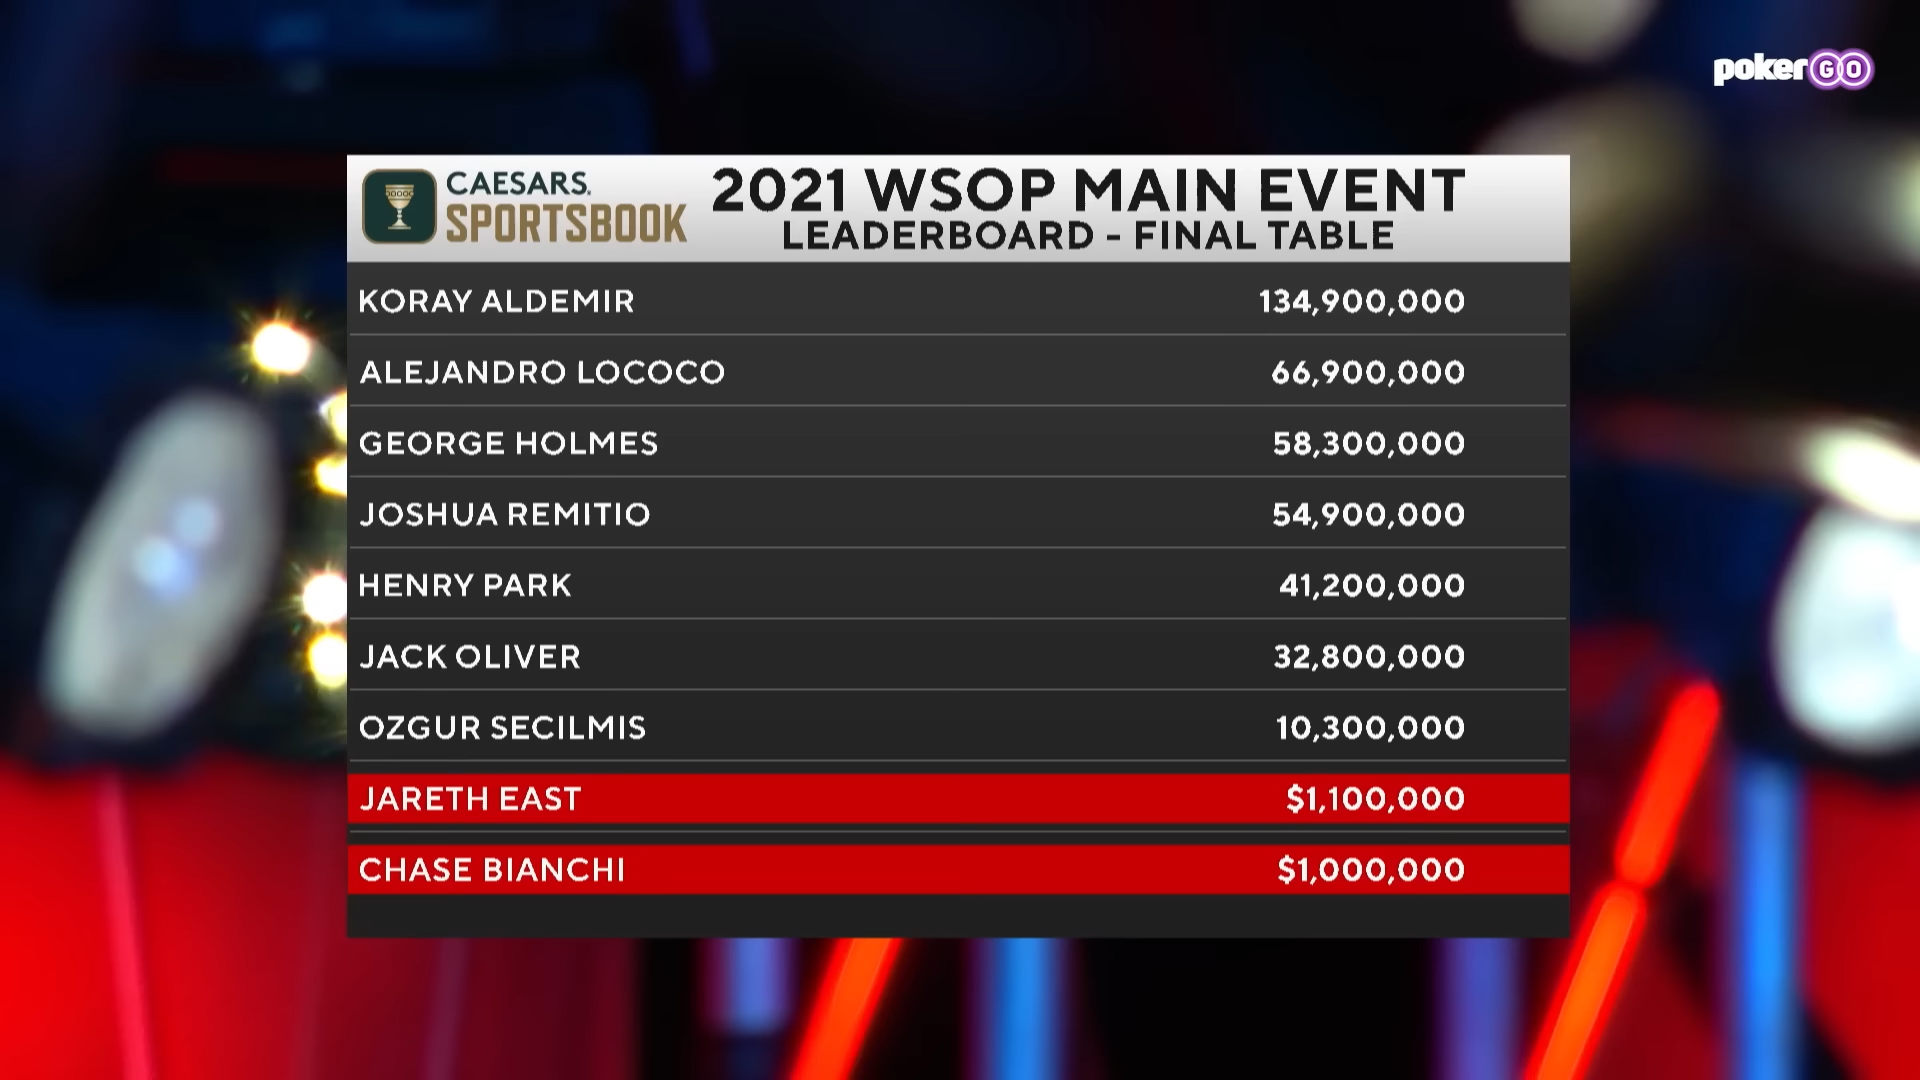 pokerGO
CAESARS.
SPORTSBOOK
2021 WSOP MAIN EVENT
LEADERBOARD - FINAL TABLE
KORAY ALDEMIR 134,900,000
ALEJANDRO LOCOCO 66,900,000
GEORGE HOLMES 58,300,000
JOSHUA REMITIO 54,900,000
HENRY PARK 41,200,000
JACK OLIVER 32,800,000
OZGUR SECILMIS 10,300,000
JARETH EAST $1,100,000
CHASE BIANCHI $1,000,000